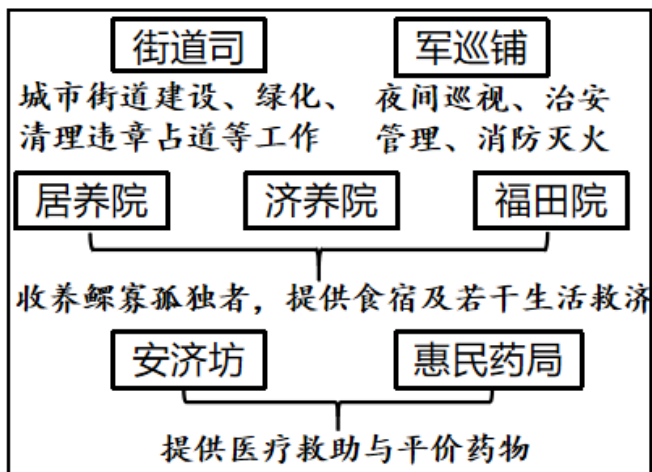 街道司 军巡铺
城市街道建设、绿化、 夜间巡视、治安
清理违章占道等工作 管理、消防灭火
居养院 济养院 福田院
收养鳏寡孤独者，提供食宿及若干生活救济
安济坊 惠民药局
提供医疗救助与平价药物